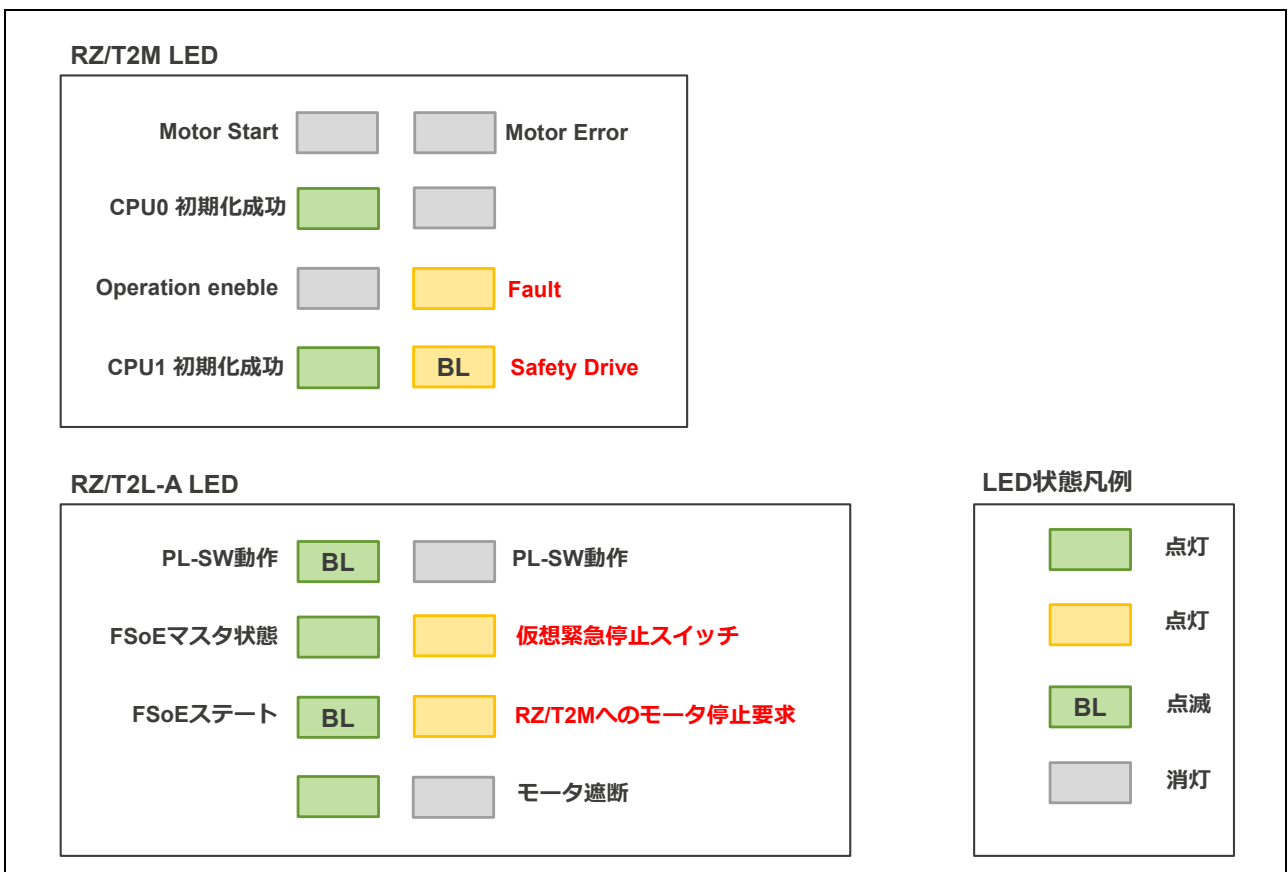 RZ/T2M LED
Motor Start
Motor Error
CPU0 初期化成功
Operation eneble
Fault
CPU1 初期化成功
BL
Safety Drive
RZ/T2L-A LED
PL-SW動作
BL
PL-SW動作
FSoEマスタ状態
仮想緊急停止スイッチ
FSoEステート
BL
RZ/T2Mへのモータ停止要求
モータ遮断
LED状態凡例
点灯
点灯
BL
点滅
消灯